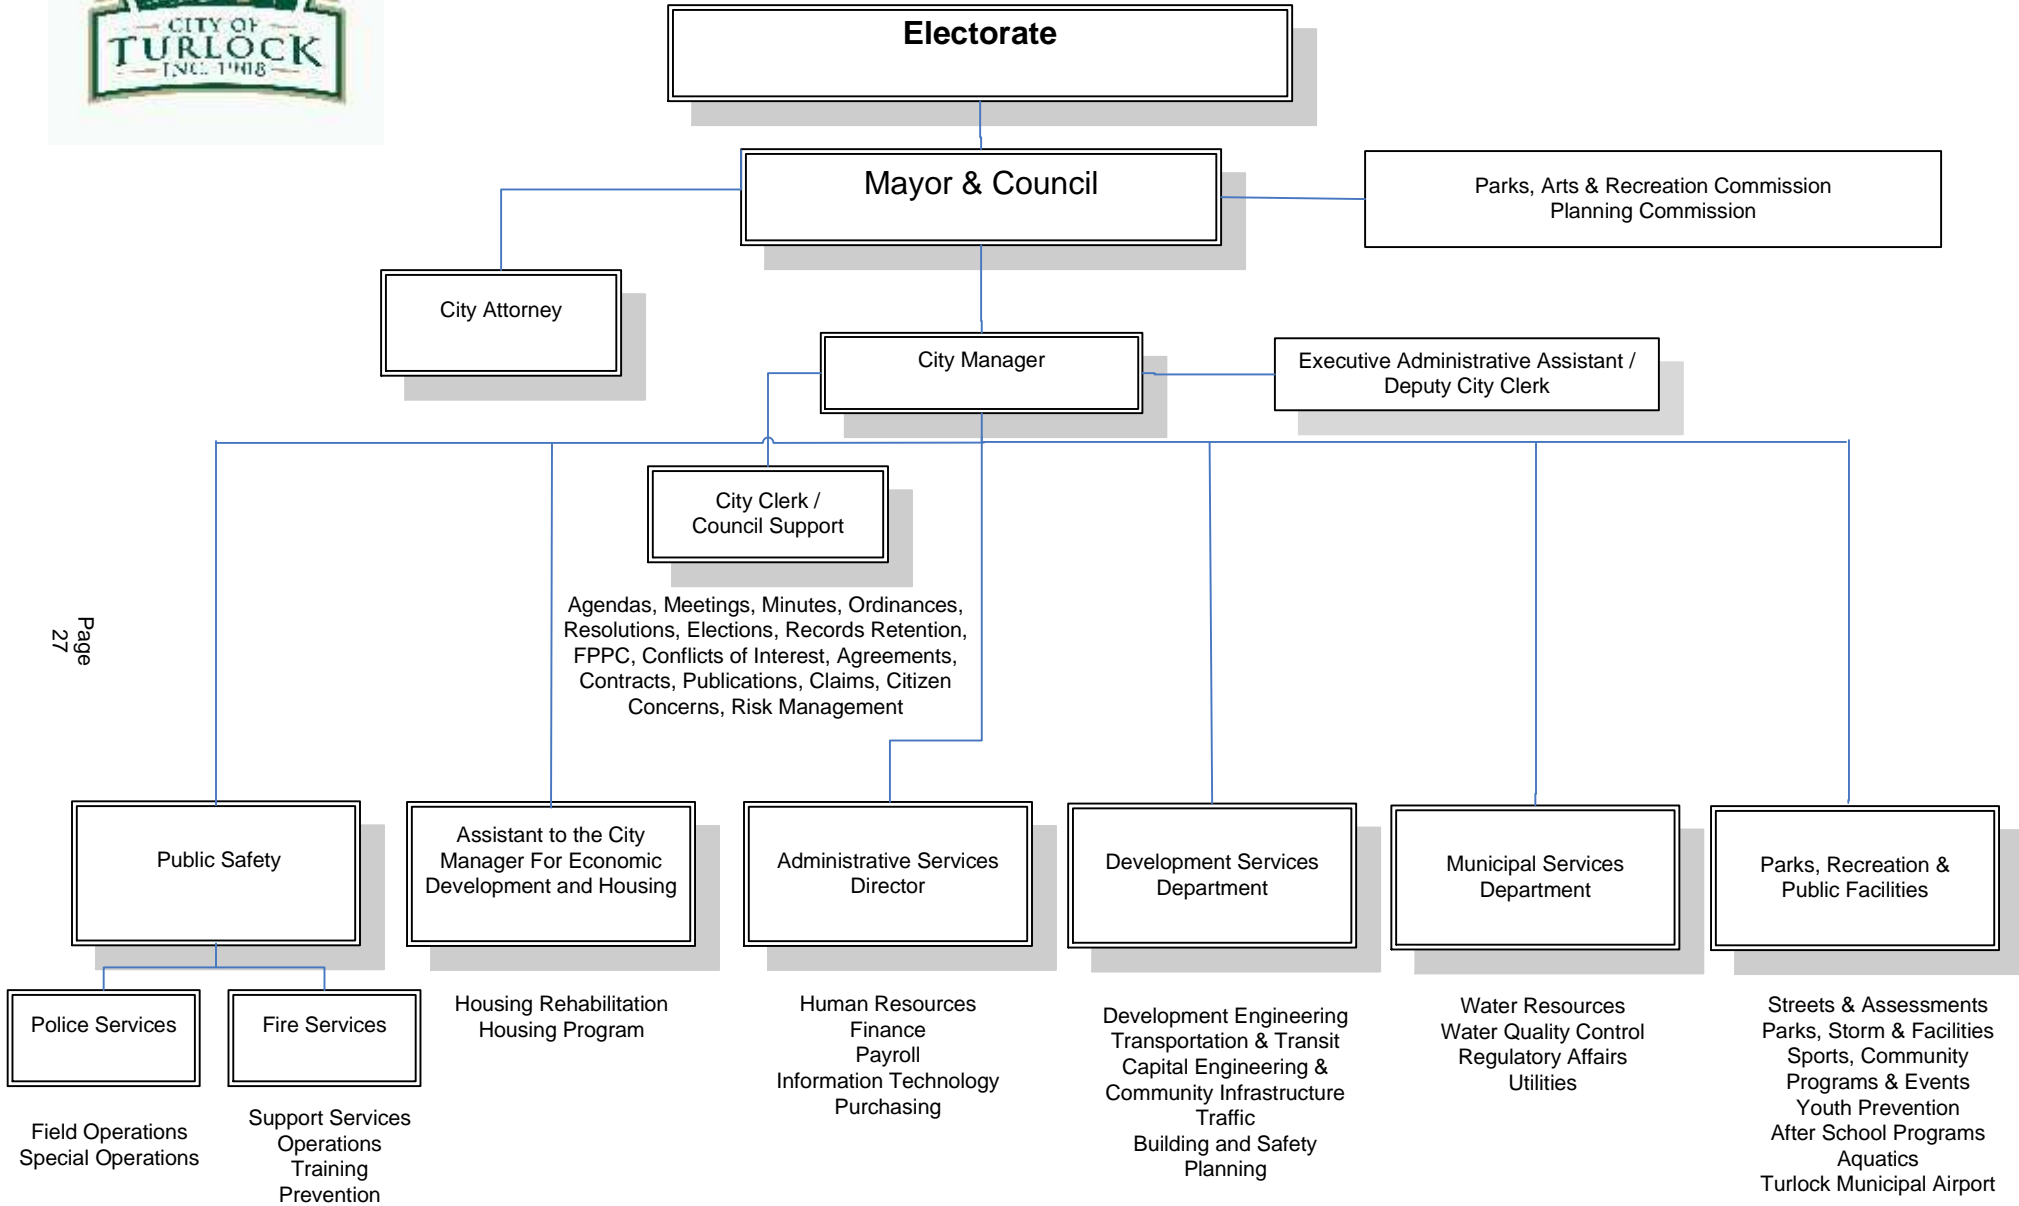 CITY OF
TURLOCK
INC. 1908
Electorate
Mayor & Council
Parks, Arts & Recreation Commission
Planning Commission
City Attorney
City Manager
Executive Administrative Assistant /
Deputy City Clerk
City Clerk /
Council Support
Agendas, Meetings, Minutes, Ordinances,
Resolutions, Elections, Records Retention,
FPPC, Conflicts of Interest, Agreements,
Contracts, Publications, Claims, Citizen
Concerns, Risk Management
Page
27
Public Safety
Assistant to the City
Manager For Economic
Development and Housing
Administrative Services
Director
Development Services
Department
Municipal Services
Department
Parks, Recreation &
Public Facilities
Police Services
Fire Services
Field Operations
Special Operations
Support Services
Operations
Training
Prevention
Housing Rehabilitation
Housing Program
Human Resources
Finance
Payroll
Information Technology
Purchasing
Development Engineering
Transportation & Transit
Capital Engineering &
Community Infrastructure
Traffic
Building and Safety
Planning
Water Resources
Water Quality Control
Regulatory Affairs
Utilities
Streets & Assessments
Parks, Storm & Facilities
Sports, Community
Programs & Events
Youth Prevention
After School Programs
Aquatics
Turlock Municipal Airport